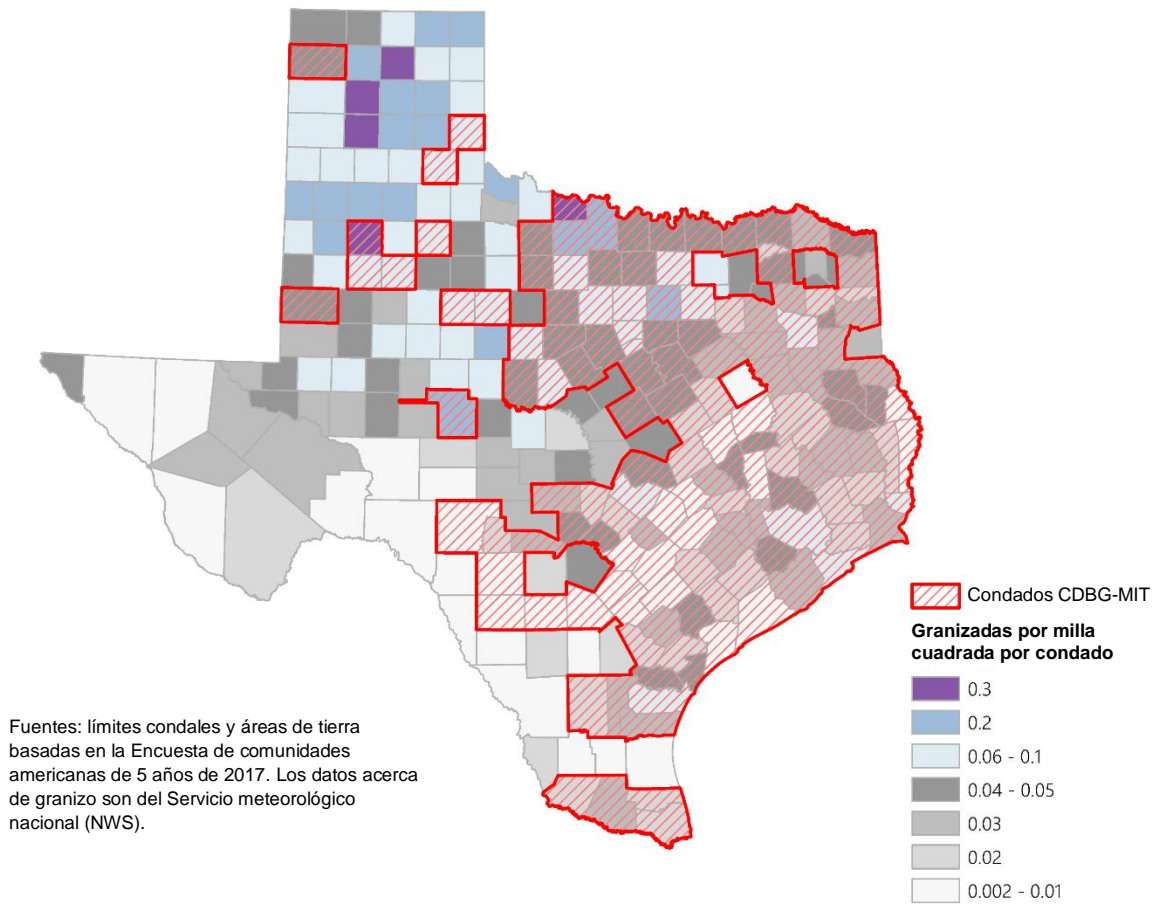 Condados CDBG-MIT
Granizadas por milla
cuadrada por condado
0.3
0.2
0.06 - 0.1
0.04 - 0.05
0.03
0.02
0.002 - 0.01
Fuentes: límites condales y áreas de tierra
basadas en la Encuesta de comunidades
americanas de 5 años de 2017. Los datos acerca
de granizo son del Servicio meteorológico
nacional (NWS).